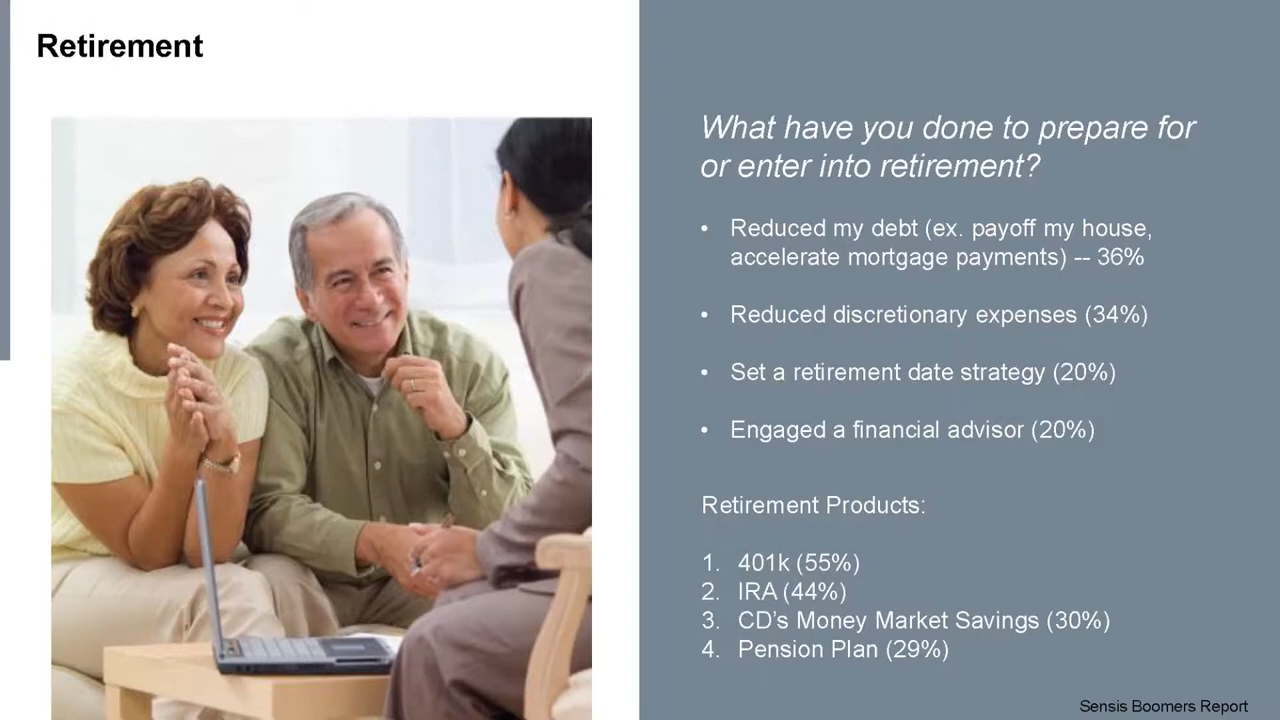 Retirement
What have you done to prepare for
or enter into retirement?
• Reduced my debt (ex. payoff my house,
accelerate mortgage payments) -- 36%
• Reduced discretionary expenses (34%)
• Set a retirement date strategy (20%)
• Engaged a financial advisor (20%)
Retirement Products:
1. 401k (55%)
2. IRA (44%)
3. CD's Money Market Savings (30%)
4. Pension Plan (29%)
Sensis Boomers Report